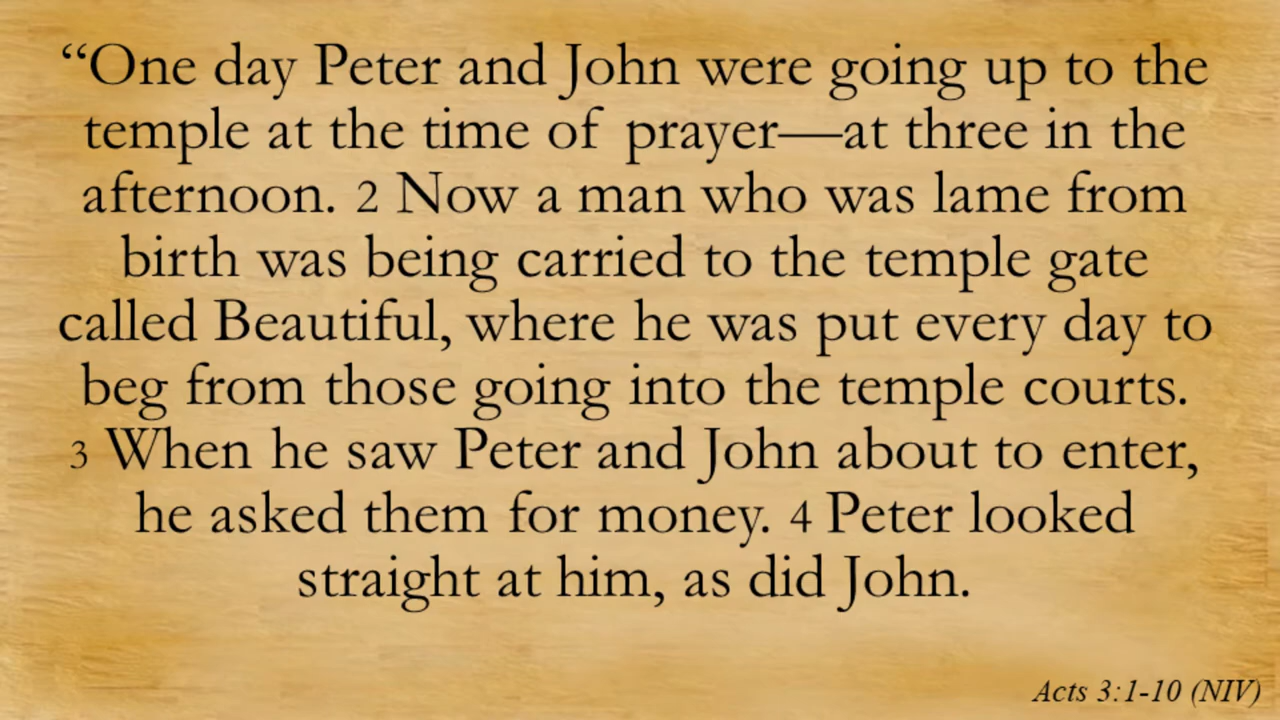 “One day Peter and John were going up to the
temple at the time of prayer—at three in the
afternoon. 2 Now a man who was lame from
birth was being carried to the temple gate
called Beautiful, where he was put every day to
beg from those going into the temple courts.
3 When he saw Peter and John about to enter,
he asked them for money. 4 Peter looked
straight at him, as did John.
Acts 3:1-10 (NIV)